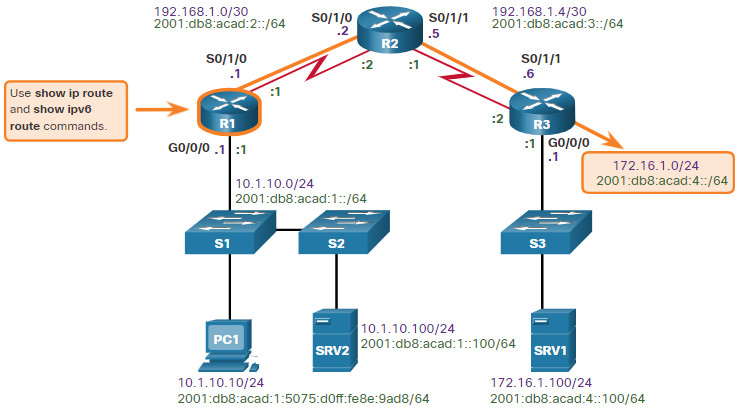 192.168.1.0/30
2001:db8:acad:2::/64
S0/1/0
.2
R2
S0/1/1
.5
192.168.1.4/30
2001:db8:acad:3::/64
S0/1/0
.1
:1
:2
:1
S0/1/1
.6
:2
Use show ip route
and show ipv6
route commands.
R1
R3
G0/0/0
.1
:1
:1
G0/0/0
.1
172.16.1.0/24
2001:db8:acad:4::/64
10.1.10.0/24
2001:db8:acad:1::/64
S1
S2
S3
PC1
SRV2
10.1.10.100/24
2001:db8:acad:1::100/64
SRV1
10.1.10.10/24
2001:db8:acad:1:5075:d0ff:fe8e:9ad8/64
172.16.1.100/24
2001:db8:acad:4::100/64